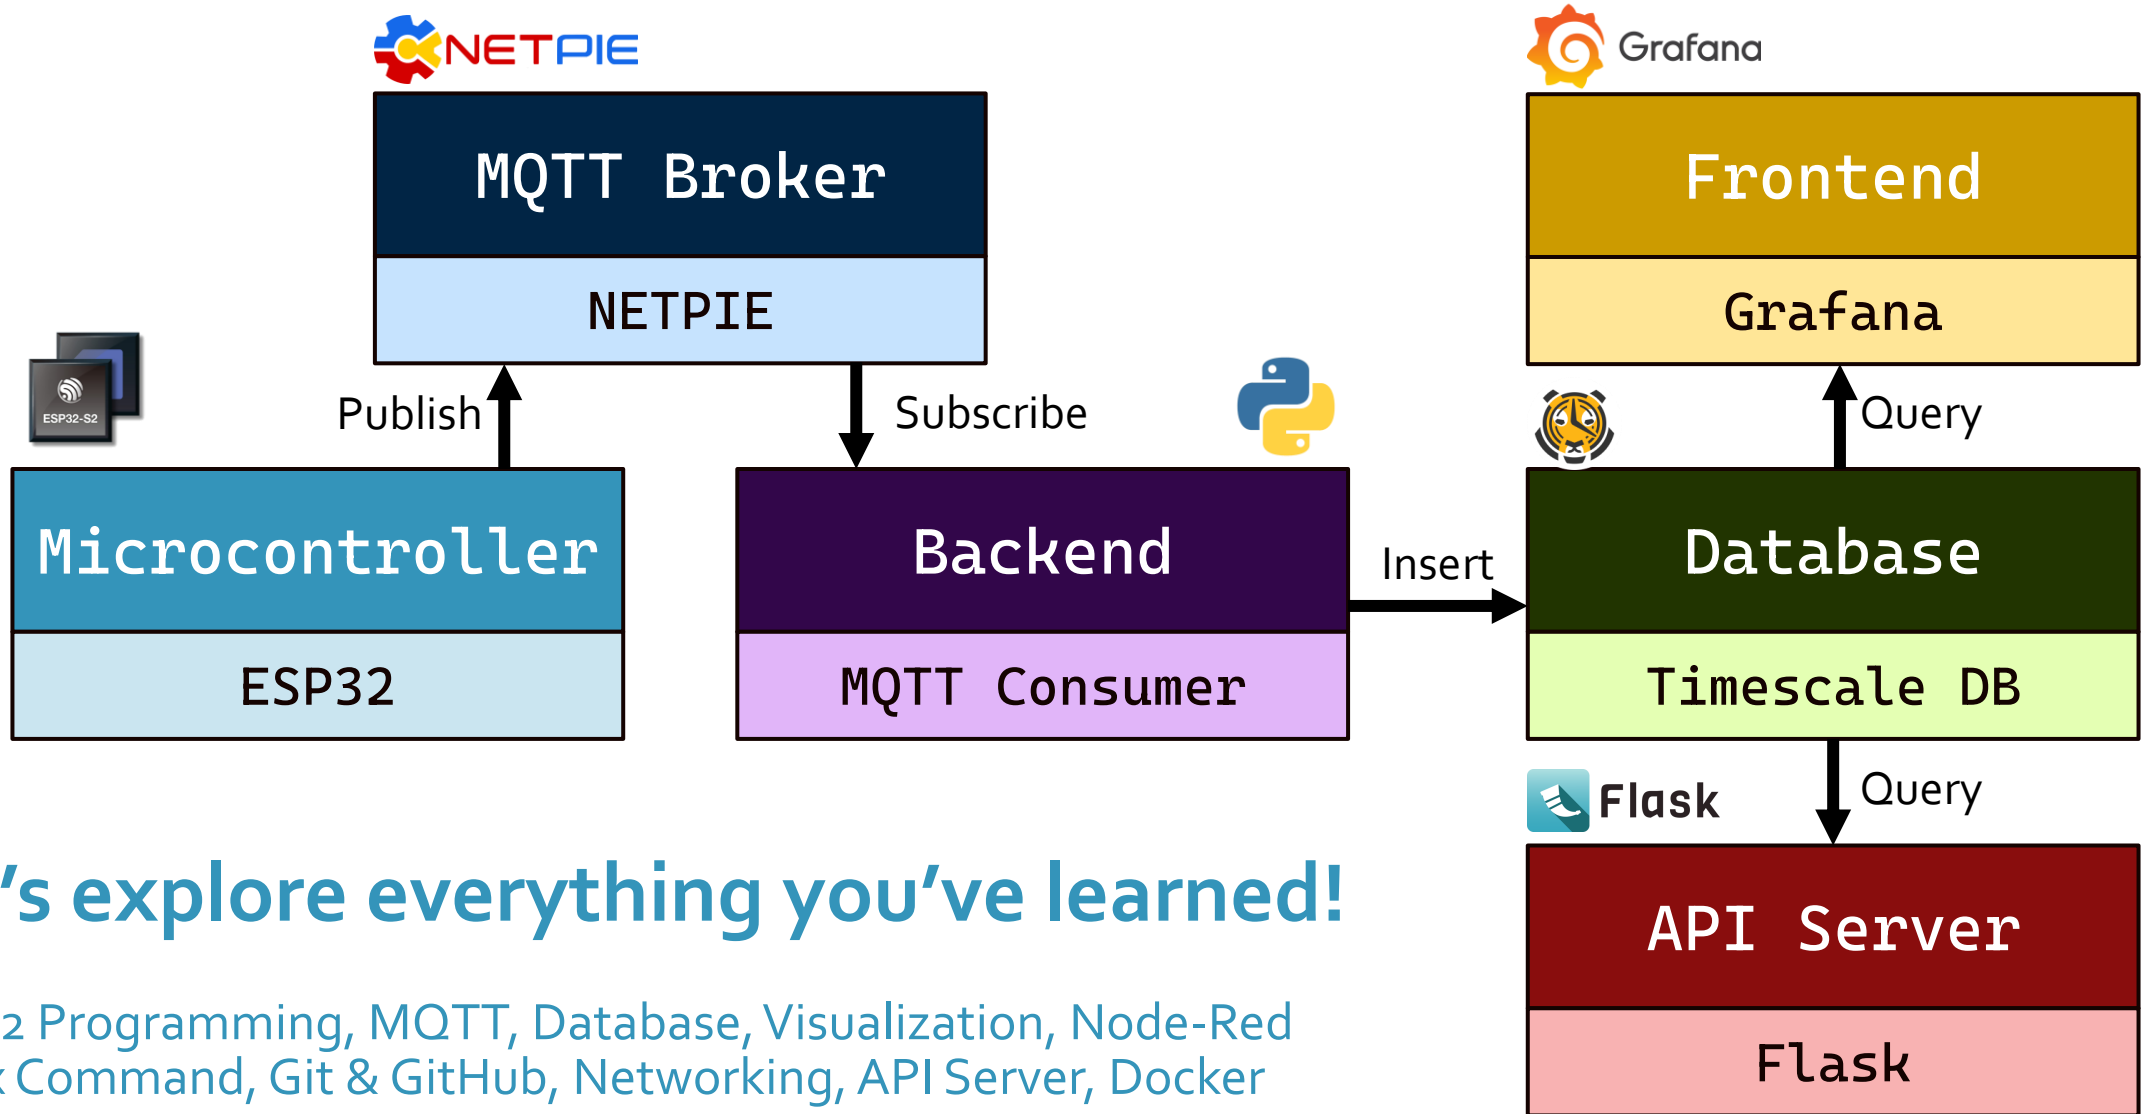 NETPIE
MQTT Broker
NETPIE
Grafana
Frontend
Grafana
ESP32-S2
Publish
Subscribe
Query
Microcontroller
ESP32
Backend
MQTT Consumer
Insert
Database
Timescale DB
Flask
Query
API Server
Flask
's explore everything you've learned!
2 Programming, MQTT, Database, Visualization, Node-Red
x Command, Git & GitHub, Networking, API Server, Docker